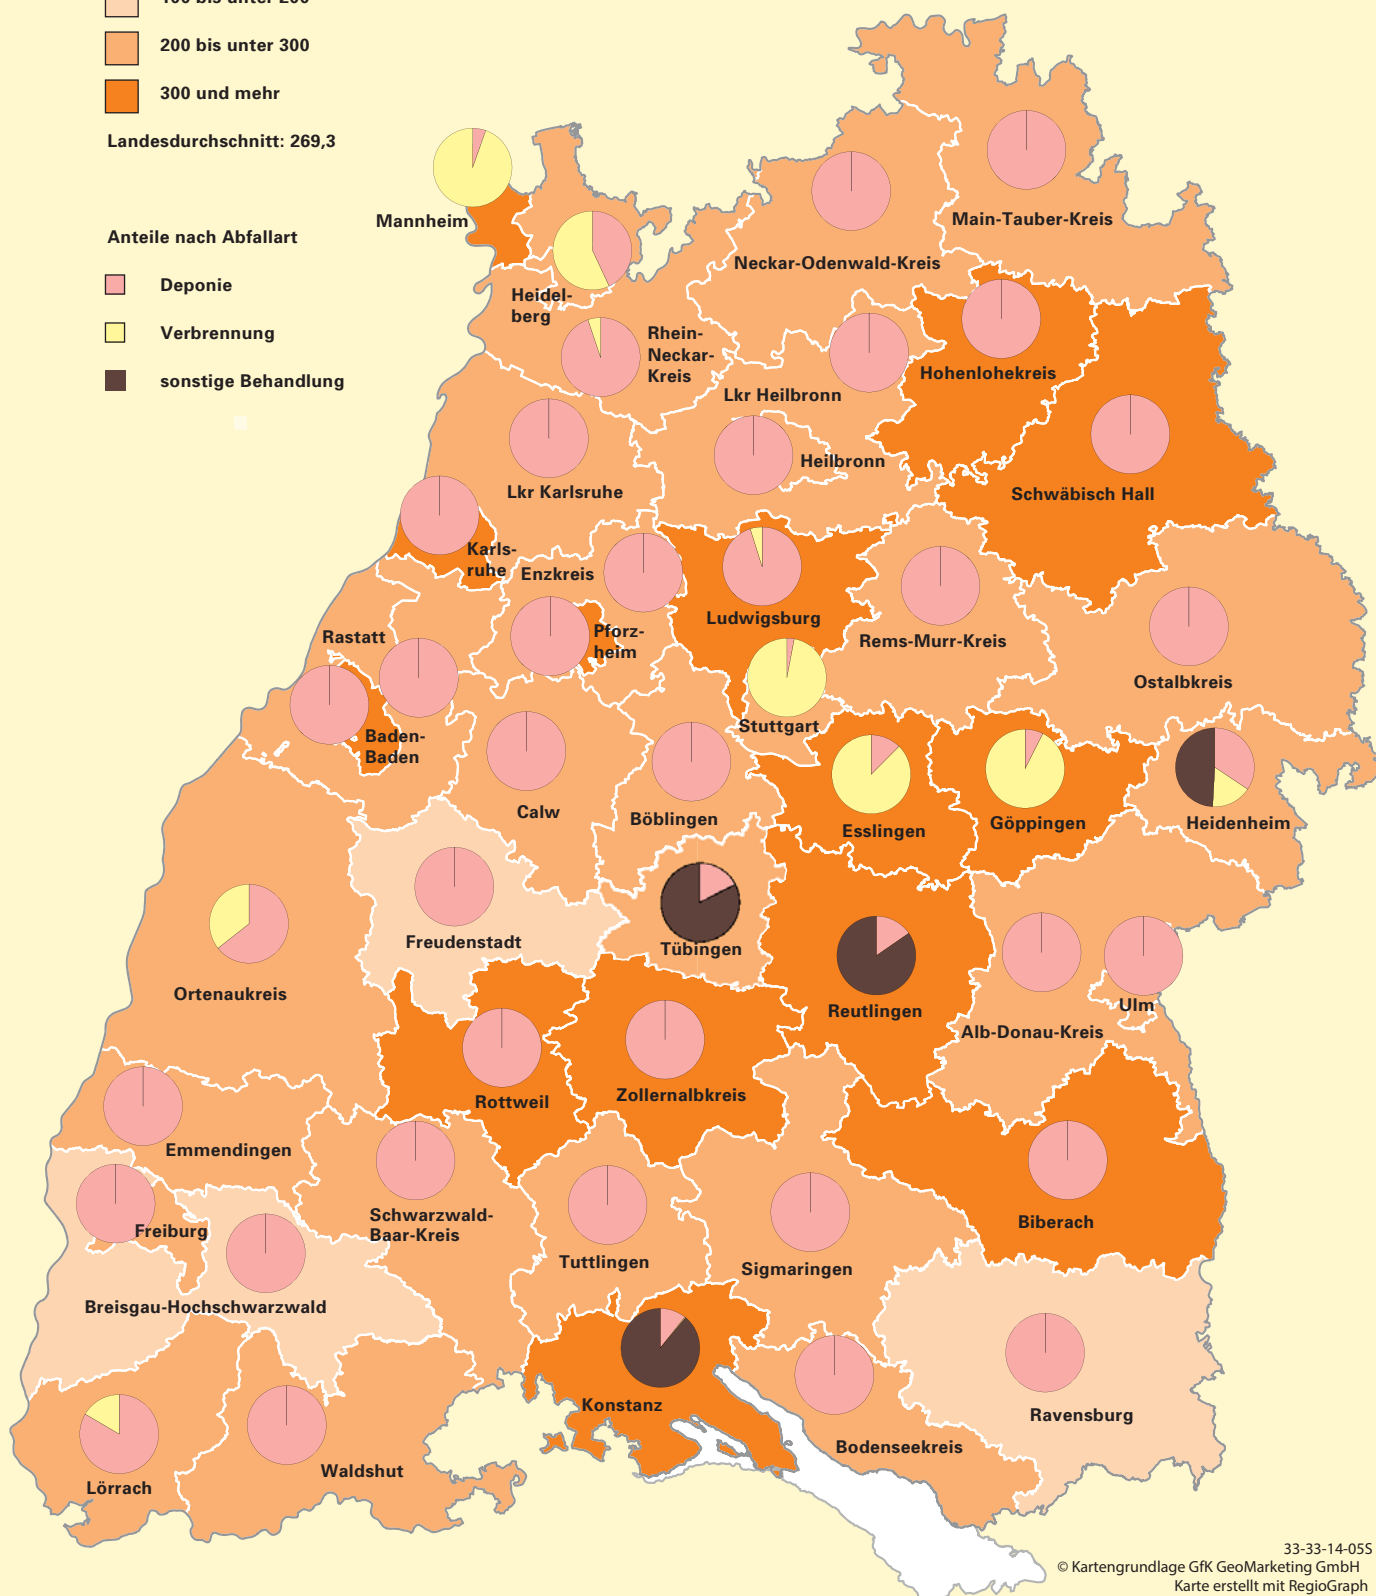 100 bis unter 200
200 bis unter 300
300 und mehr
Landesdurchschnitt: 269,3
Anteile nach Abfallart
Deponie
Verbrennung
sonstige Behandlung
Mannheim
Main-Tauber-Kreis
Neckar-Odenwald-Kreis
Heidel-
berg
Rhein-
Neckar-
Kreis
Hohenlohekreis
Lkr Heilbronn
Heilbronn
Lkr Karlsruhe
Schwäbisch Hall
Karls-
ruhe
Enzkreis
Ludwigsburg
Pforz-
heim
Rastatt
Rems-Murr-Kreis
Ostalbkreis
Stuttgart
Baden-
Baden
Calw
Böblingen
Esslingen
Göppingen
Heidenheim
Freudenstadt
Tübingen
Ortenaukreis
Reutlingen
Ulm
Alb-Donau-Kreis
Rottweil
Zollernalbkreis
Emmendingen
Schwarzwald-
Baar-Kreis
Freiburg
Biberach
Tuttlingen
Sigmaringen
Breisgau-Hochschwarzwald
Konstanz
Ravensburg
Bodenseekreis
Waldshut
Lörrach
33-33-14-05S
© Kartengrundlage GfK GeoMarketing GmbH
Karte erstellt mit RegioGraph